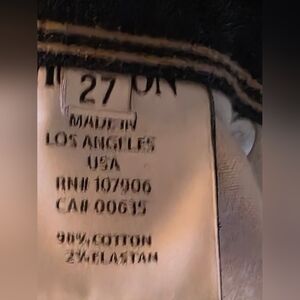 27
MADE IN
LOS ANGELES
USA
RN# 107906
CA# 00615
98% COTTON
2% ELASTAN